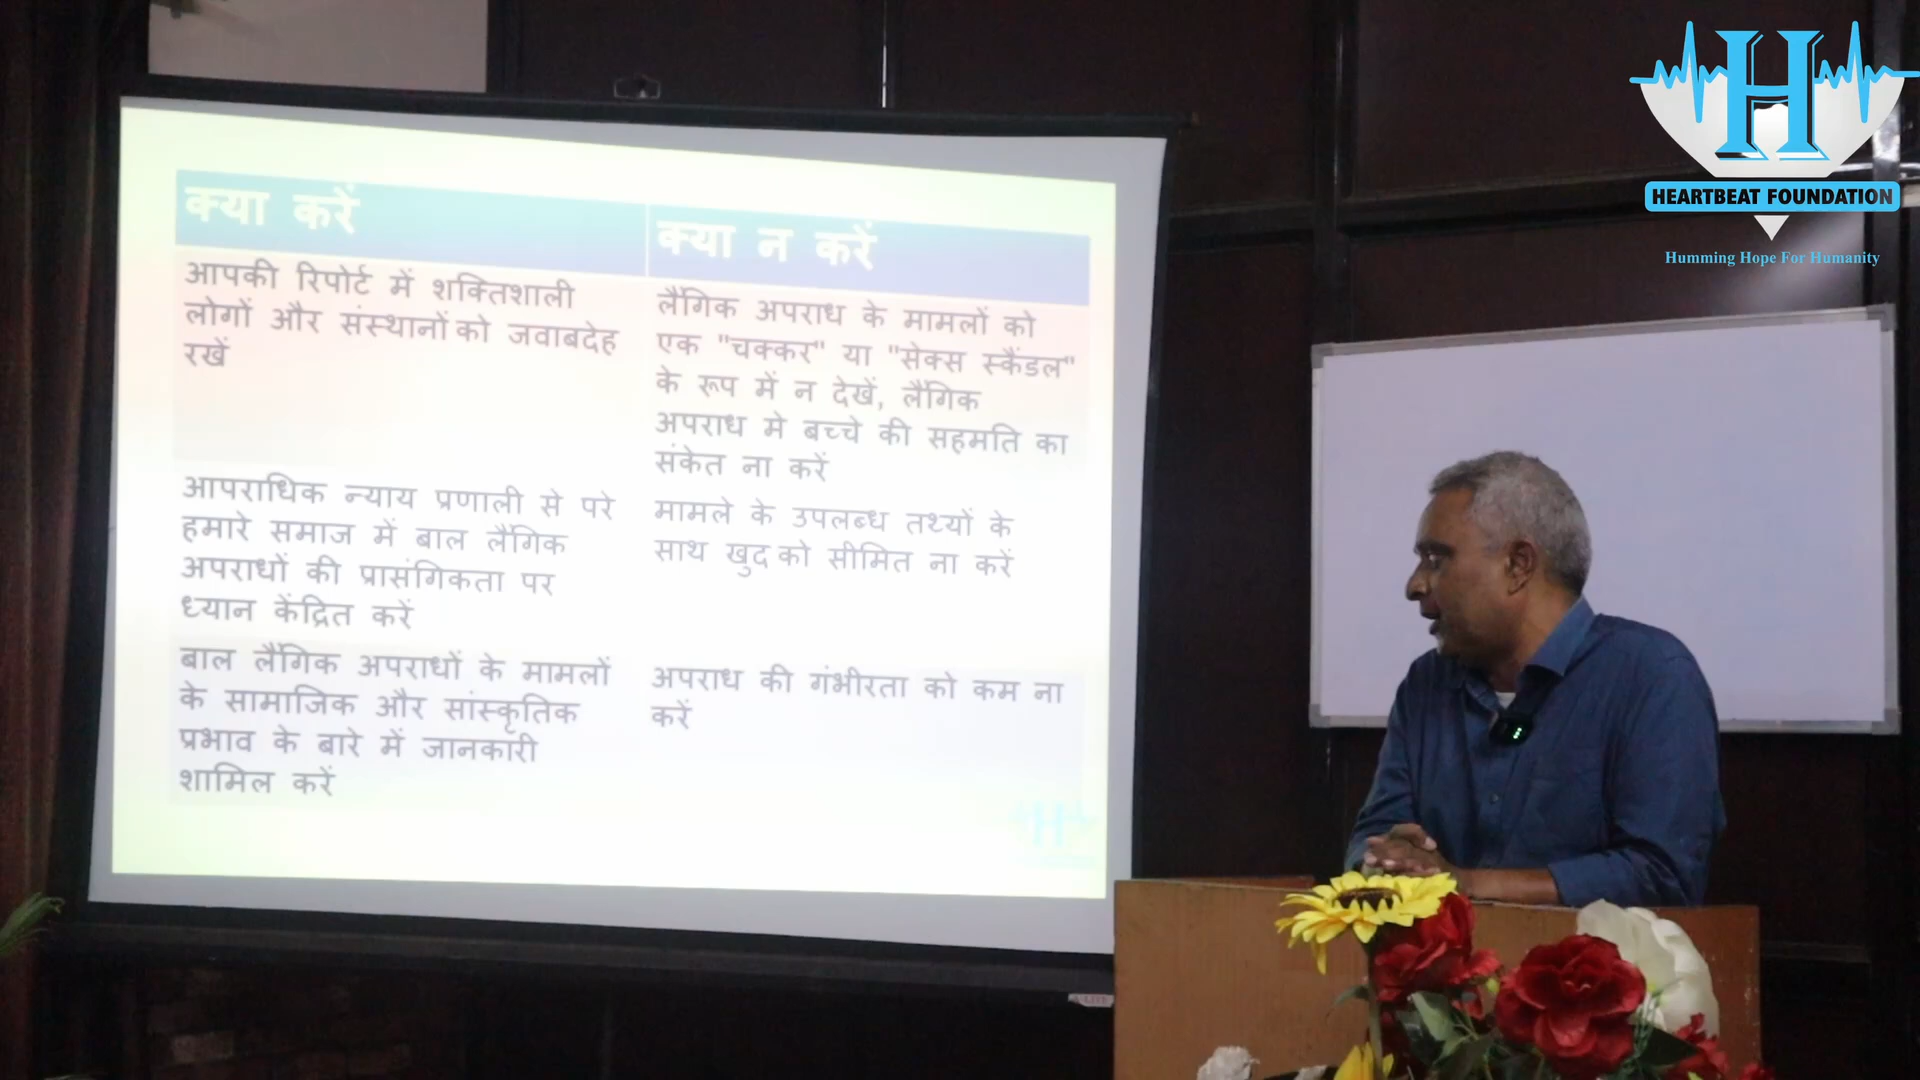 क्या करें
क्या न करें
आपकी रिपोर्ट में शक्तिशाली
लोगों और संस्थानों को जवाबदेह
रखें
लैंगिक अपराध के मामलों को
एक "चक्कर" या "सेक्स स्कैंडल"
के रूप में न देखें, लैंगिक
अपराध मे बच्चे की सहमति का
संकेत ना करें
आपराधिक न्याय प्रणाली से परे
हमारे समाज में बाल लैंगिक
अपराधों की प्रासंगिकता पर
ध्यान केंद्रित करें
मामले के उपलब्ध तथ्यों के
साथ खुद को सीमित ना करें
बाल लैंगिक अपराधों के मामलों
के सामाजिक और सांस्कृतिक
प्रभाव के बारे में जानकारी
शामिल करें
अपराध की गंभीरता को कम ना
करें
H
HEARTBEAT FOUNDATION
Humming Hope For Humanity